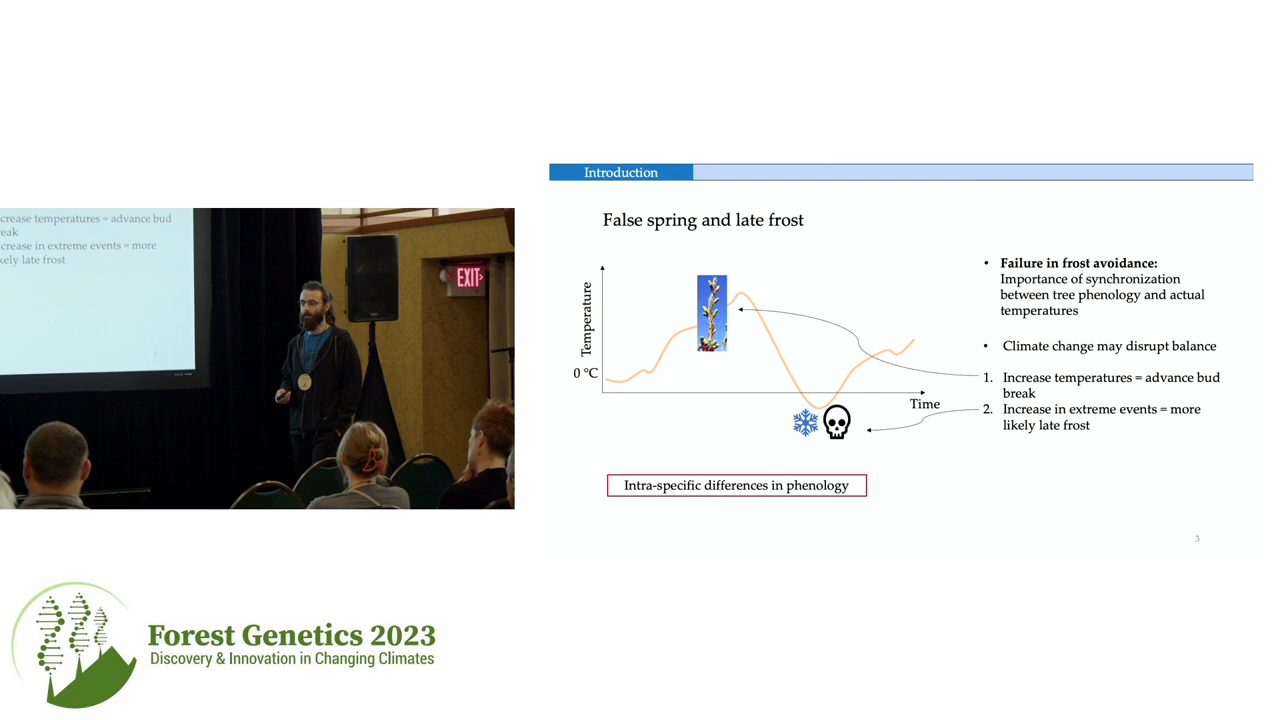 crease temperatures = advance bud
eak
crease in extreme events = more
kely late frost
EXIT
Introduction
False spring and late frost
Temperature
0 °C
Time
• Failure in frost avoidance:
Importance of synchronization
between tree phenology and actual
temperatures
• Climate change may disrupt balance
1. Increase temperatures = advance bud
break
2. Increase in extreme events = more
likely late frost
Intra-specific differences in phenology
3
Forest Genetics 2023
Discovery & Innovation in Changing Climates